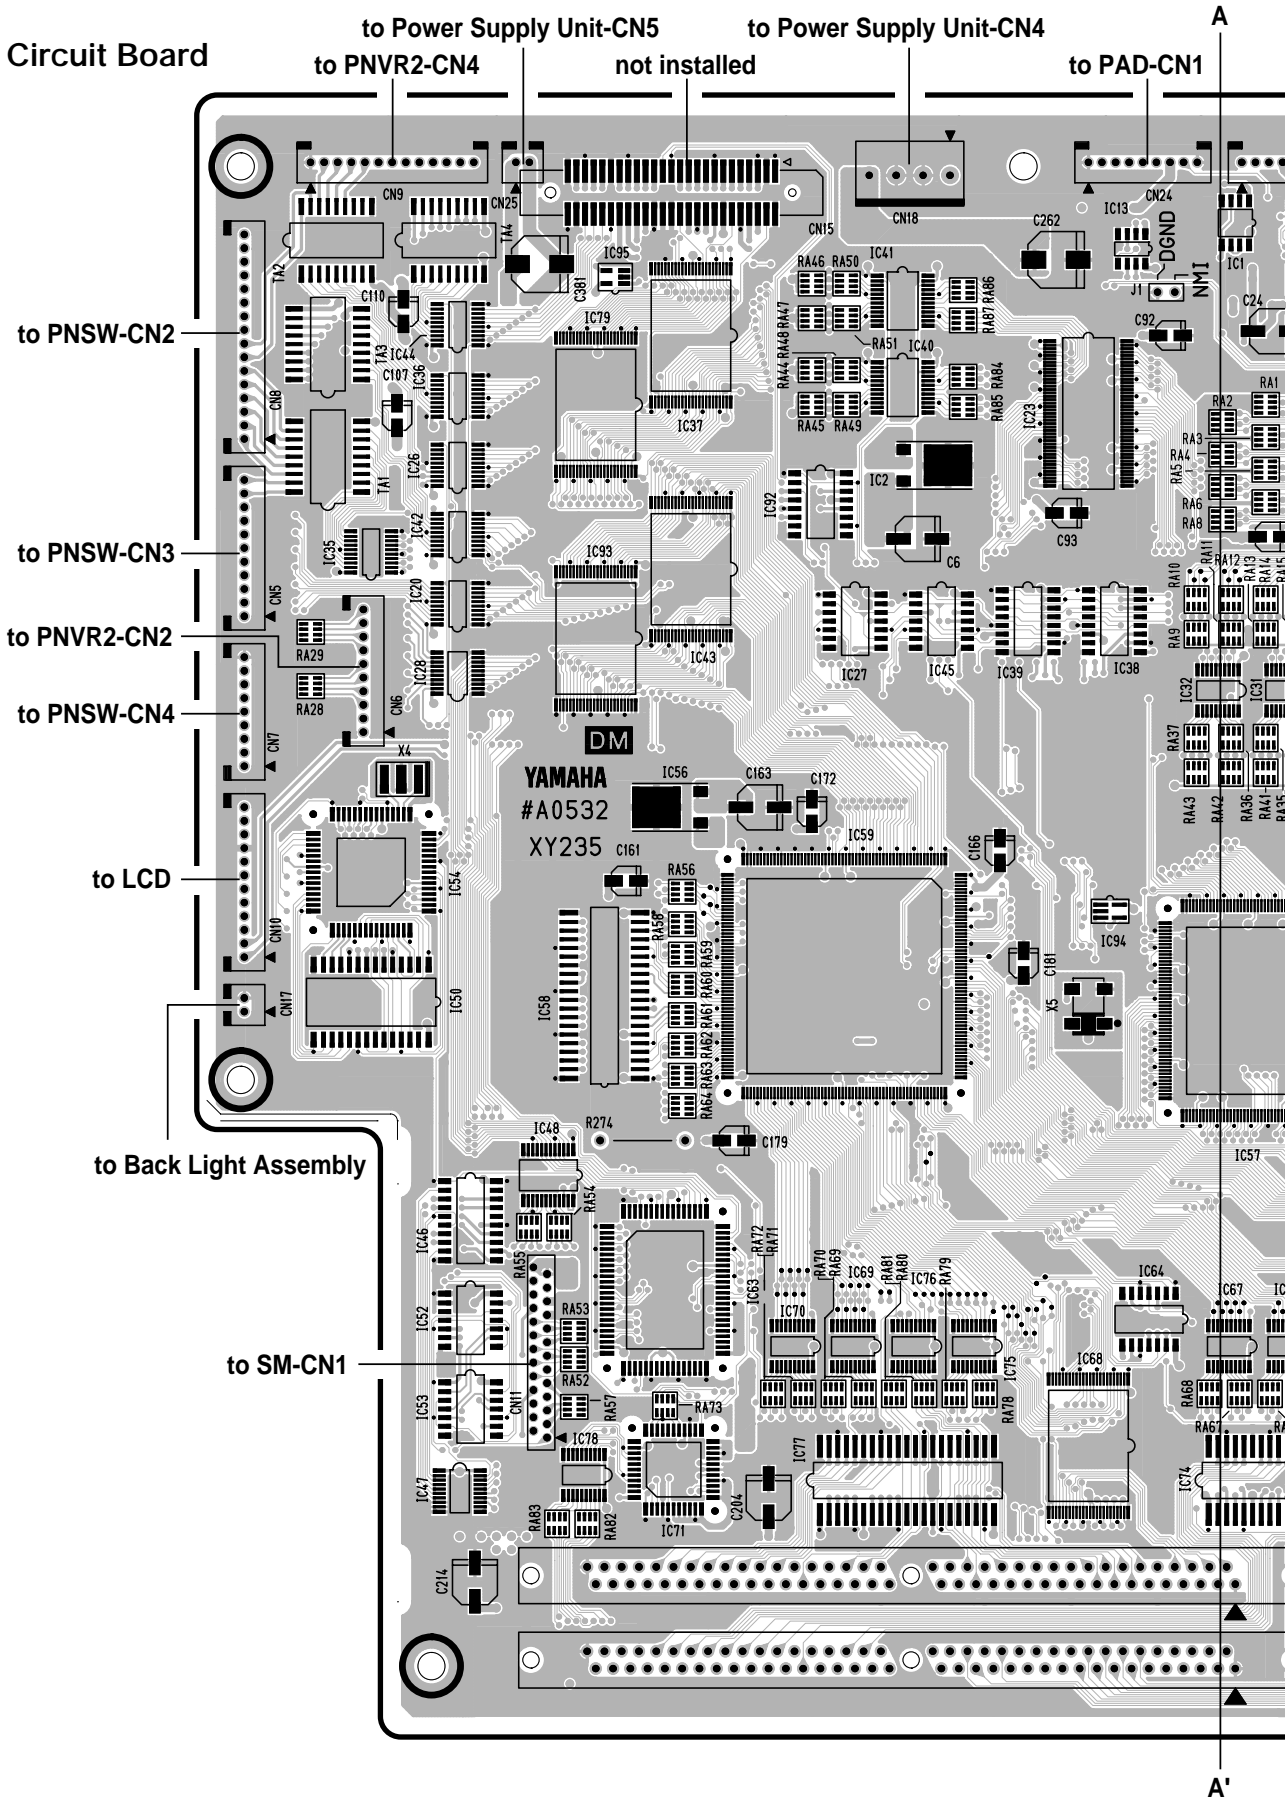 Circuit Board
A
to Power Supply Unit-CN5
to Power Supply Unit-CN4
to PNVR2-CN4
not installed
to PAD-CN1
CN9
CN25
TA4
CN15
CN18
CN24
IC13
DGND
IC1
C262
J1
NMI
TA2
C110
C381
IC95
RA46
RA50
IC41
RA86
C24
to PNSW-CN2
IC44
TA3
IC79
RA47
RA48
RA51
IC40
RA87
C92
CN8
C107
IC36
RA44
RA84
RA45
RA49
RA85
IC23
IC37
RA1
RA2
RA3
RA4
RA5
RA6
RA8
TA1
IC26
IC92
IC2
C6
C93
to PNSW-CN3
CN5
IC35
IC42
IC93
IC20
RA10
RA11
RA12
RA13
RA14
RA15
RA9
to PNVR2-CN2
RA29
RA28
CN6
IC28
IC43
IC27
IC45
IC39
IC38
IC32
IC31
to PNSW-CN4
CN7
X4
DM
RA37
RA43
RA42
RA36
RA41
RA35
YAMAHA
#A0532
XY235
IC56
C163
C172
IC59
C166
to LCD
CN10
IC54
C161
RA56
RA58
RA59
RA60
RA61
RA62
RA63
RA64
IC58
IC94
C181
X5
CN17
IC50
IC57
to Back Light Assembly
IC48
R274
C179
RA54
IC46
RA55
RA72
RA71
IC63
RA70
RA69
IC69
RA81
RA80
IC76
RA79
IC64
IC67
IC70
IC75
IC68
IC52
RA53
RA52
to SM-CN1
CN11
IC53
RA57
RA73
RA78
RA68
RA67
IC78
IC77
IC74
IC47
RA83
RA82
IC71
C204
C214
A'